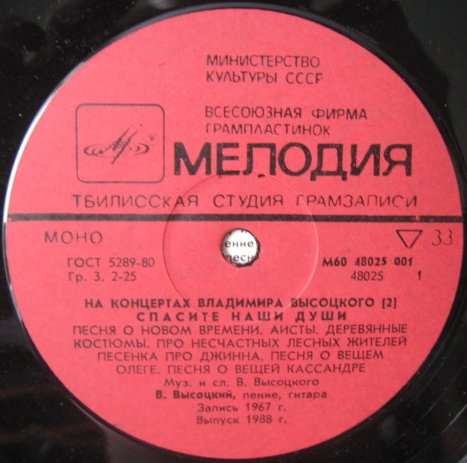 МИНИСТЕРСТВО
КУЛЬТУРЫ СССР
ВСЕСОЮЗНАЯ ФИРМА
ГРАМПЛАСТИНОК
МЕЛОДИЯ
ТБИЛИССКАЯ СТУДИЯ ГРАМЗАПИСИ
МОНО 33
ГОСТ 5289-80 М60 48025 001
Гр. 3. 2-25 48025 1
НА КОНЦЕРТАХ ВЛАДИМИРА ВЫСОЦКОГО (2)
СПАСИТЕ НАШИ ДУШИ
ПЕСНЯ О НОВОМ ВРЕМЕНИ, АИСТЫ, ДЕРЕВЯННЫЕ
КОСТЮМЫ, ПРО НЕСЧАСТНЫХ ЛЕСНЫХ ЖИТЕЛЕЙ
ПЕСЕНКА ПРО ДЖИННА, ПЕСНЯ О ВЕЩЕМ
ОЛЕГЕ, ПЕСНЯ О ВЕЩЕЙ КАССАНДРЕ
Муз. и сл. В. Высоцкого
В. Высоцкий, пение, гитара
Запись 1967 г.
Выпуск 1988 г.